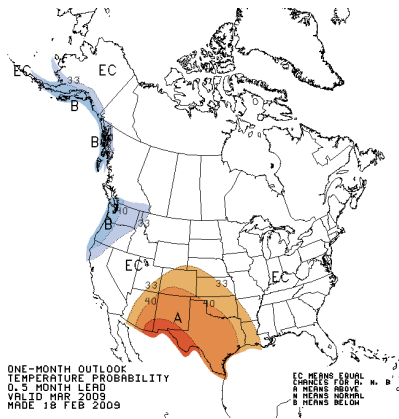 EC
33
EC
B
B
40
B
33
EC
EC
33
33
40
40
A
ONE-MONTH OUTLOOK
TEMPERATURE PROBABILITY
0.5 MONTH LEAD
VALID MAR 2009
MADE 18 FEB 2009
EC MEANS EQUAL
CHANCES FOR A, N, B
A MEANS ABOVE
N MEANS NORMAL
B MEANS BELOW